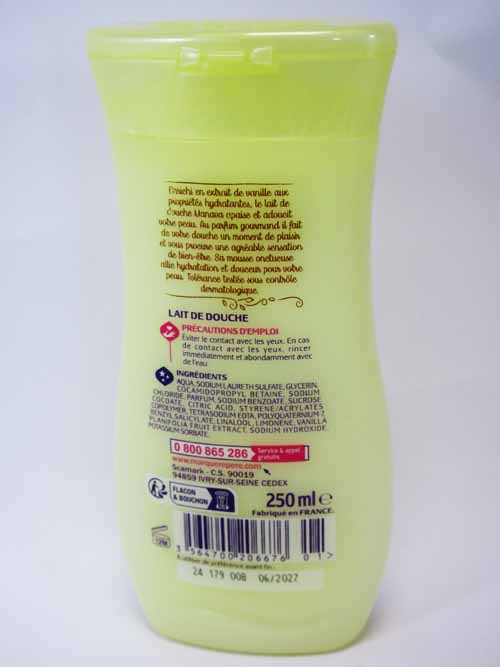 Enrichi en extrait de vanille aux
propriétés hydratantes, le lait de
douche Manava apaise et adoucit
votre peau. Au parfum gourmand il fait
de votre douche un moment de plaisir
et vous procure une agréable sensation
de bien-être. Sa mousse onctueuse
allie hydratation et douceur pour votre
peau. Tolérance testée sous contrôle
dermatologique.
LAIT DE DOUCHE
PRÉCAUTIONS D'EMPLOI
Éviter le contact avec les yeux. En cas
de contact avec les yeux, rincer
immédiatement et abondamment avec
de l'eau
INGRÉDIENTS
AQUA, SODIUM LAURETH SULFATE, GLYCERIN,
COCAMIDOPROPYL BETAINE, SODIUM
CHLORIDE, PARFUM, SODIUM BENZOATE, SUCROSE
COCOATE, CITRIC ACID, STYRENE/ACRYLATES
COPOLYMER, TETRASODIUM EDTA, POLYQUATERNIUM-7,
BENZYL SALICYLATE, LINALOOL, LIMONENE, VANILLA
PLANIFOLIA FRUIT EXTRACT, SODIUM HYDROXIDE,
POTASSIUM SORBATE.
0 800 865 286 Service & appel gratuits
www.marquerepere.com
Scamark - C.S. 90019
94859 IVRY-SUR-SEINE CEDEX
FLACON & BOUCHON
250 ml e
Fabriqué en FRANCE.
12M
3 564700 206676 01>
À utiliser de préférence avant fin :
24 179 008 06/2027